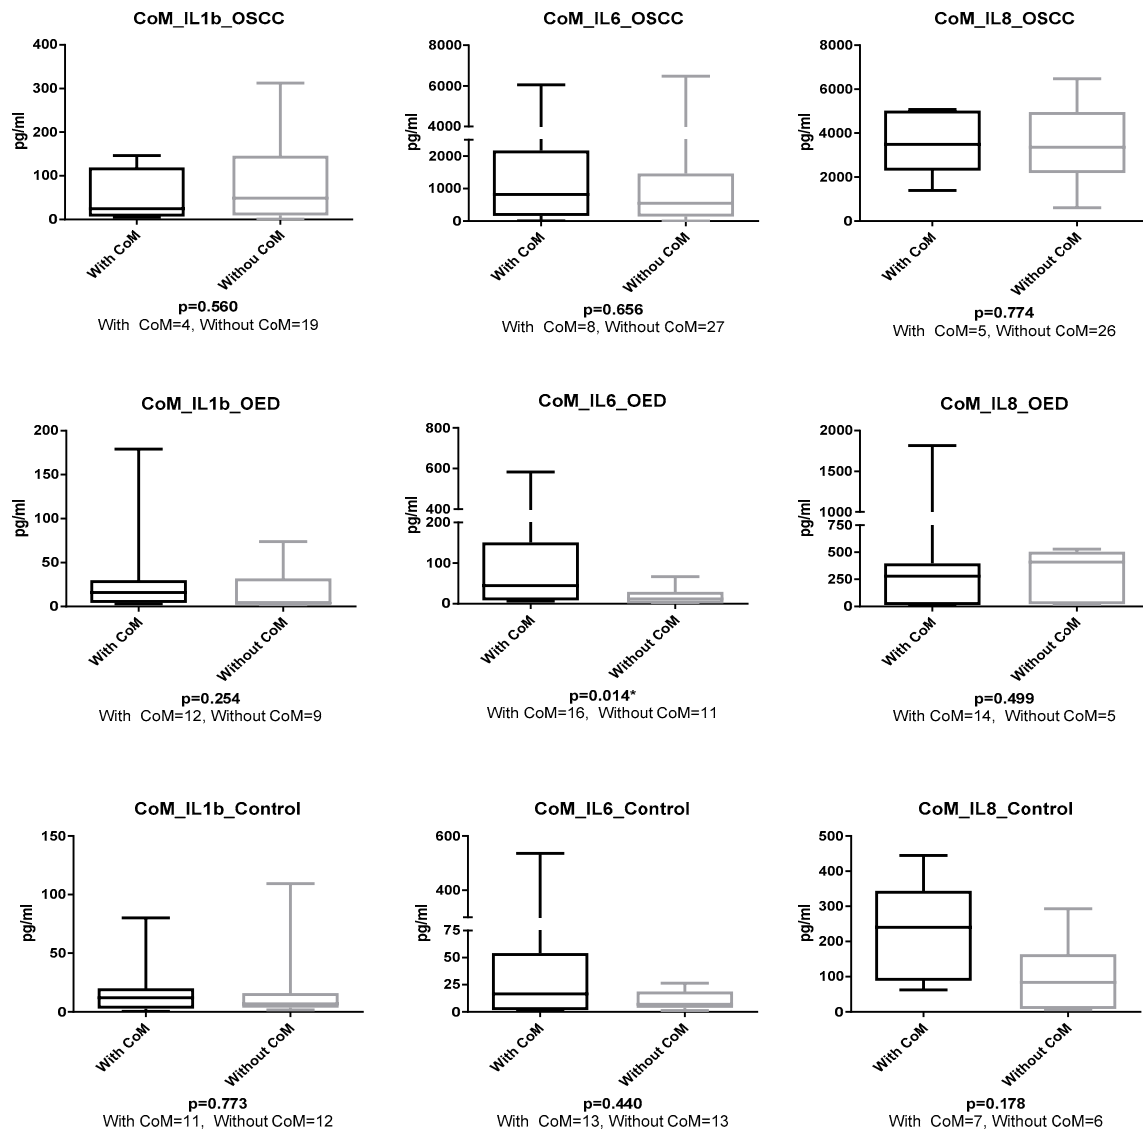 CoM_IL1b_OSCC
400
300
200
100
0
pg/ml
With CoM
Withou CoM
p=0.560
With CoM=4, Without CoM=19
CoM_IL6_OSCC
8000
6000
4000
2000
1000
0
pg/ml
With CoM
Withou CoM
p=0.656
With CoM=8, Without CoM=27
CoM_IL8_OSCC
8000
6000
4000
2000
0
pg/ml
With CoM
Without CoM
p=0.774
With CoM=5, Without CoM=26
CoM_IL1b_OED
200
150
100
50
0
pg/ml
With CoM
Without CoM
p=0.254
With CoM=12, Without CoM=9
CoM_IL6_OED
800
600
400
200
100
0
pg/ml
With CoM
Without CoM
p=0.014*
With CoM=16, Without CoM=11
CoM_IL8_OED
2000
1500
1000
750
500
250
0
pg/ml
With CoM
Without CoM
p=0.499
With CoM=14, Without CoM=5
CoM_IL1b_Control
150
100
50
0
pg/ml
With CoM
Without CoM
p=0.773
With CoM=11, Without CoM=12
CoM_IL6_Control
600
400
75
50
25
0
pg/ml
With CoM
Without CoM
p=0.440
With CoM=13, Without CoM=13
CoM_IL8_Control
500
400
300
200
100
0
pg/ml
With CoM
Without CoM
p=0.178
With CoM=7, Without CoM=6